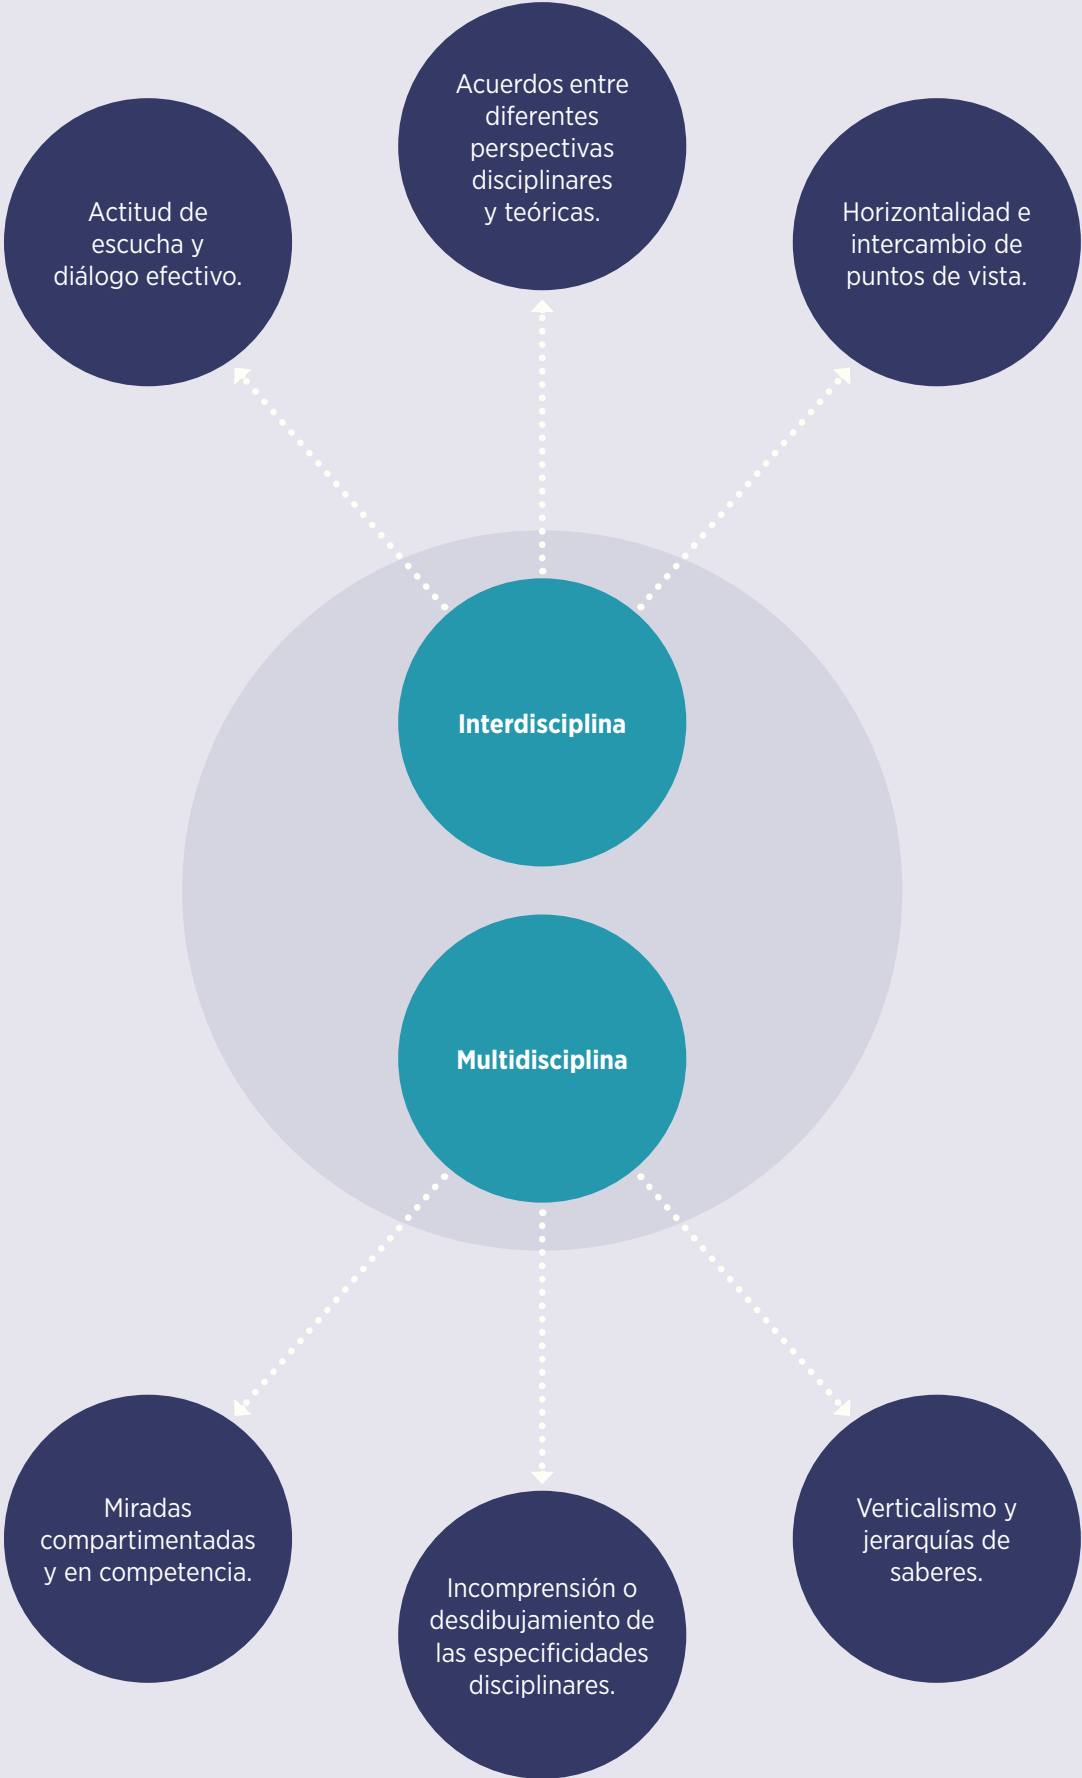 Acuerdos entre
diferentes
perspectivas
disciplinares
y teóricas.
Actitud de
escucha y
diálogo efectivo.
Horizontalidad e
intercambio de
puntos de vista.
Interdisciplina
Multidisciplina
Miradas
compartimentadas
y en competencia.
Incomprensión o
desdibujamiento de
las especificidades
disciplinares.
Verticalismo y
jerarquías de
saberes.